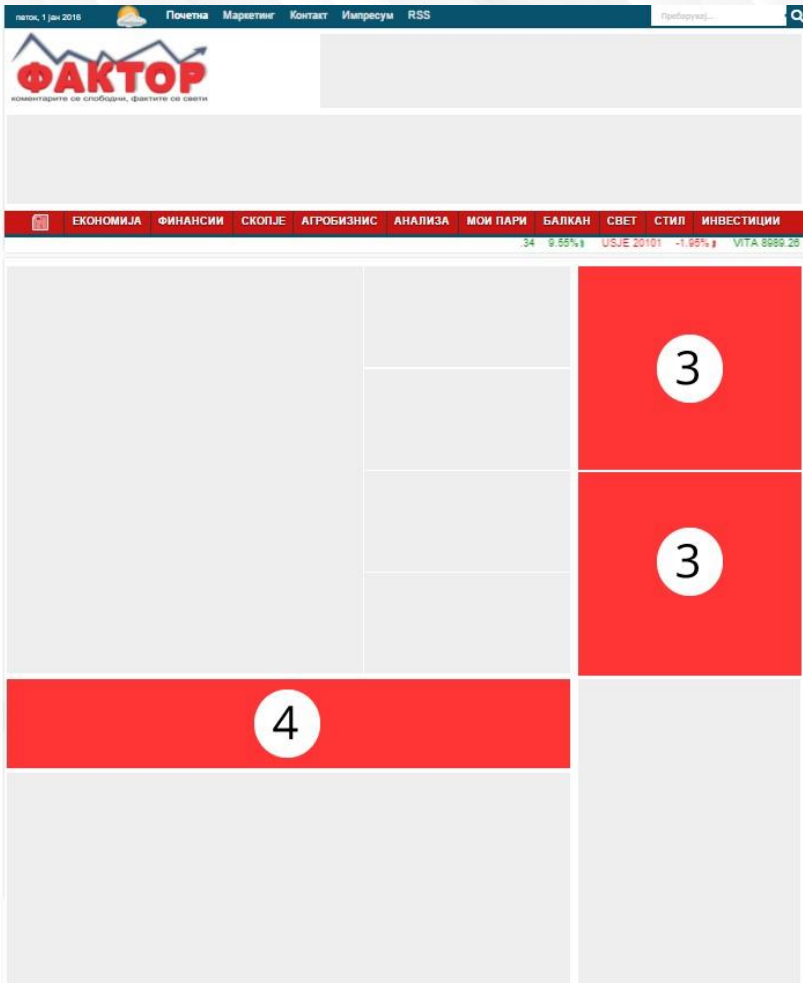 петок, 1 јан 2016 Почетна Маркетинг Контакт Импресум RSS Пребарувај...
ФАКТОР
коментарите се слободни, фактите се свети
ЕКОНОМИЈА ФИНАНСИИ СКОПЈЕ АГРОБИЗНИС АНАЛИЗА МОИ ПАРИ БАЛКАН СВЕТ СТИЛ ИНВЕСТИЦИИ
.34 9.55% USJE 20101 -1.95% VITA 8989.26
3
3
4